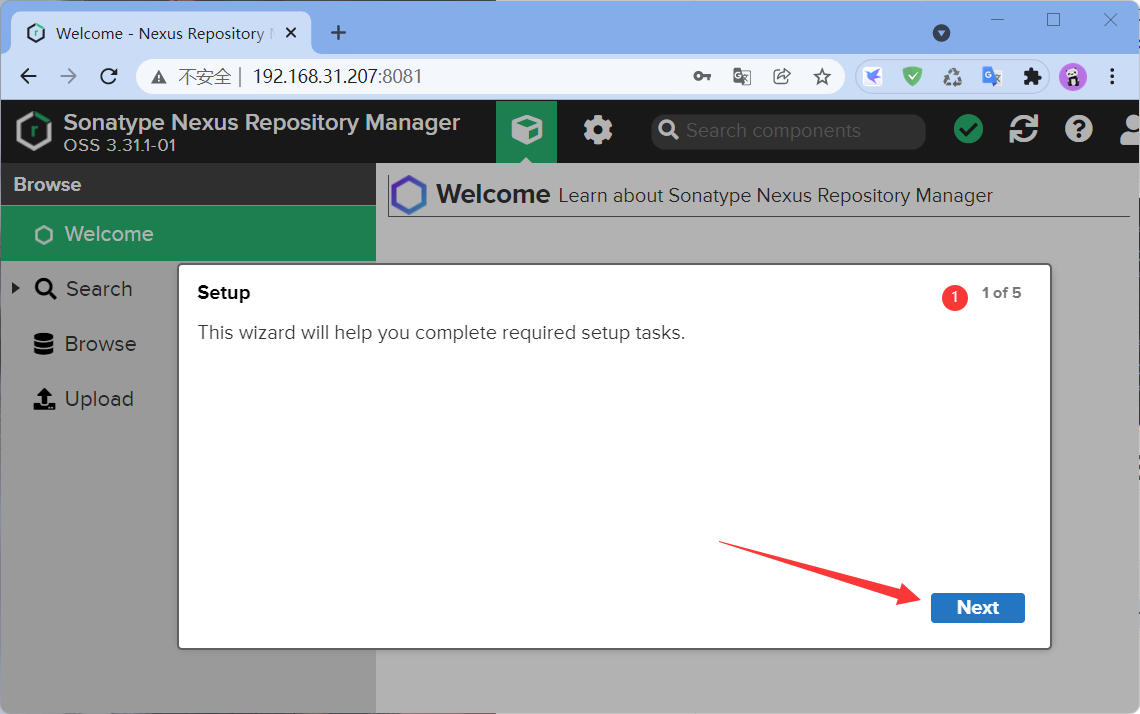 Welcome - Nexus Repository
不安全 | 192.168.31.207:8081
Sonatype Nexus Repository Manager
OSS 3.31.1-01
Search components
Browse
Welcome Learn about Sonatype Nexus Repository Manager
Welcome
Search
Browse
Upload
Setup
1
1 of 5
This wizard will help you complete required setup tasks.
Next